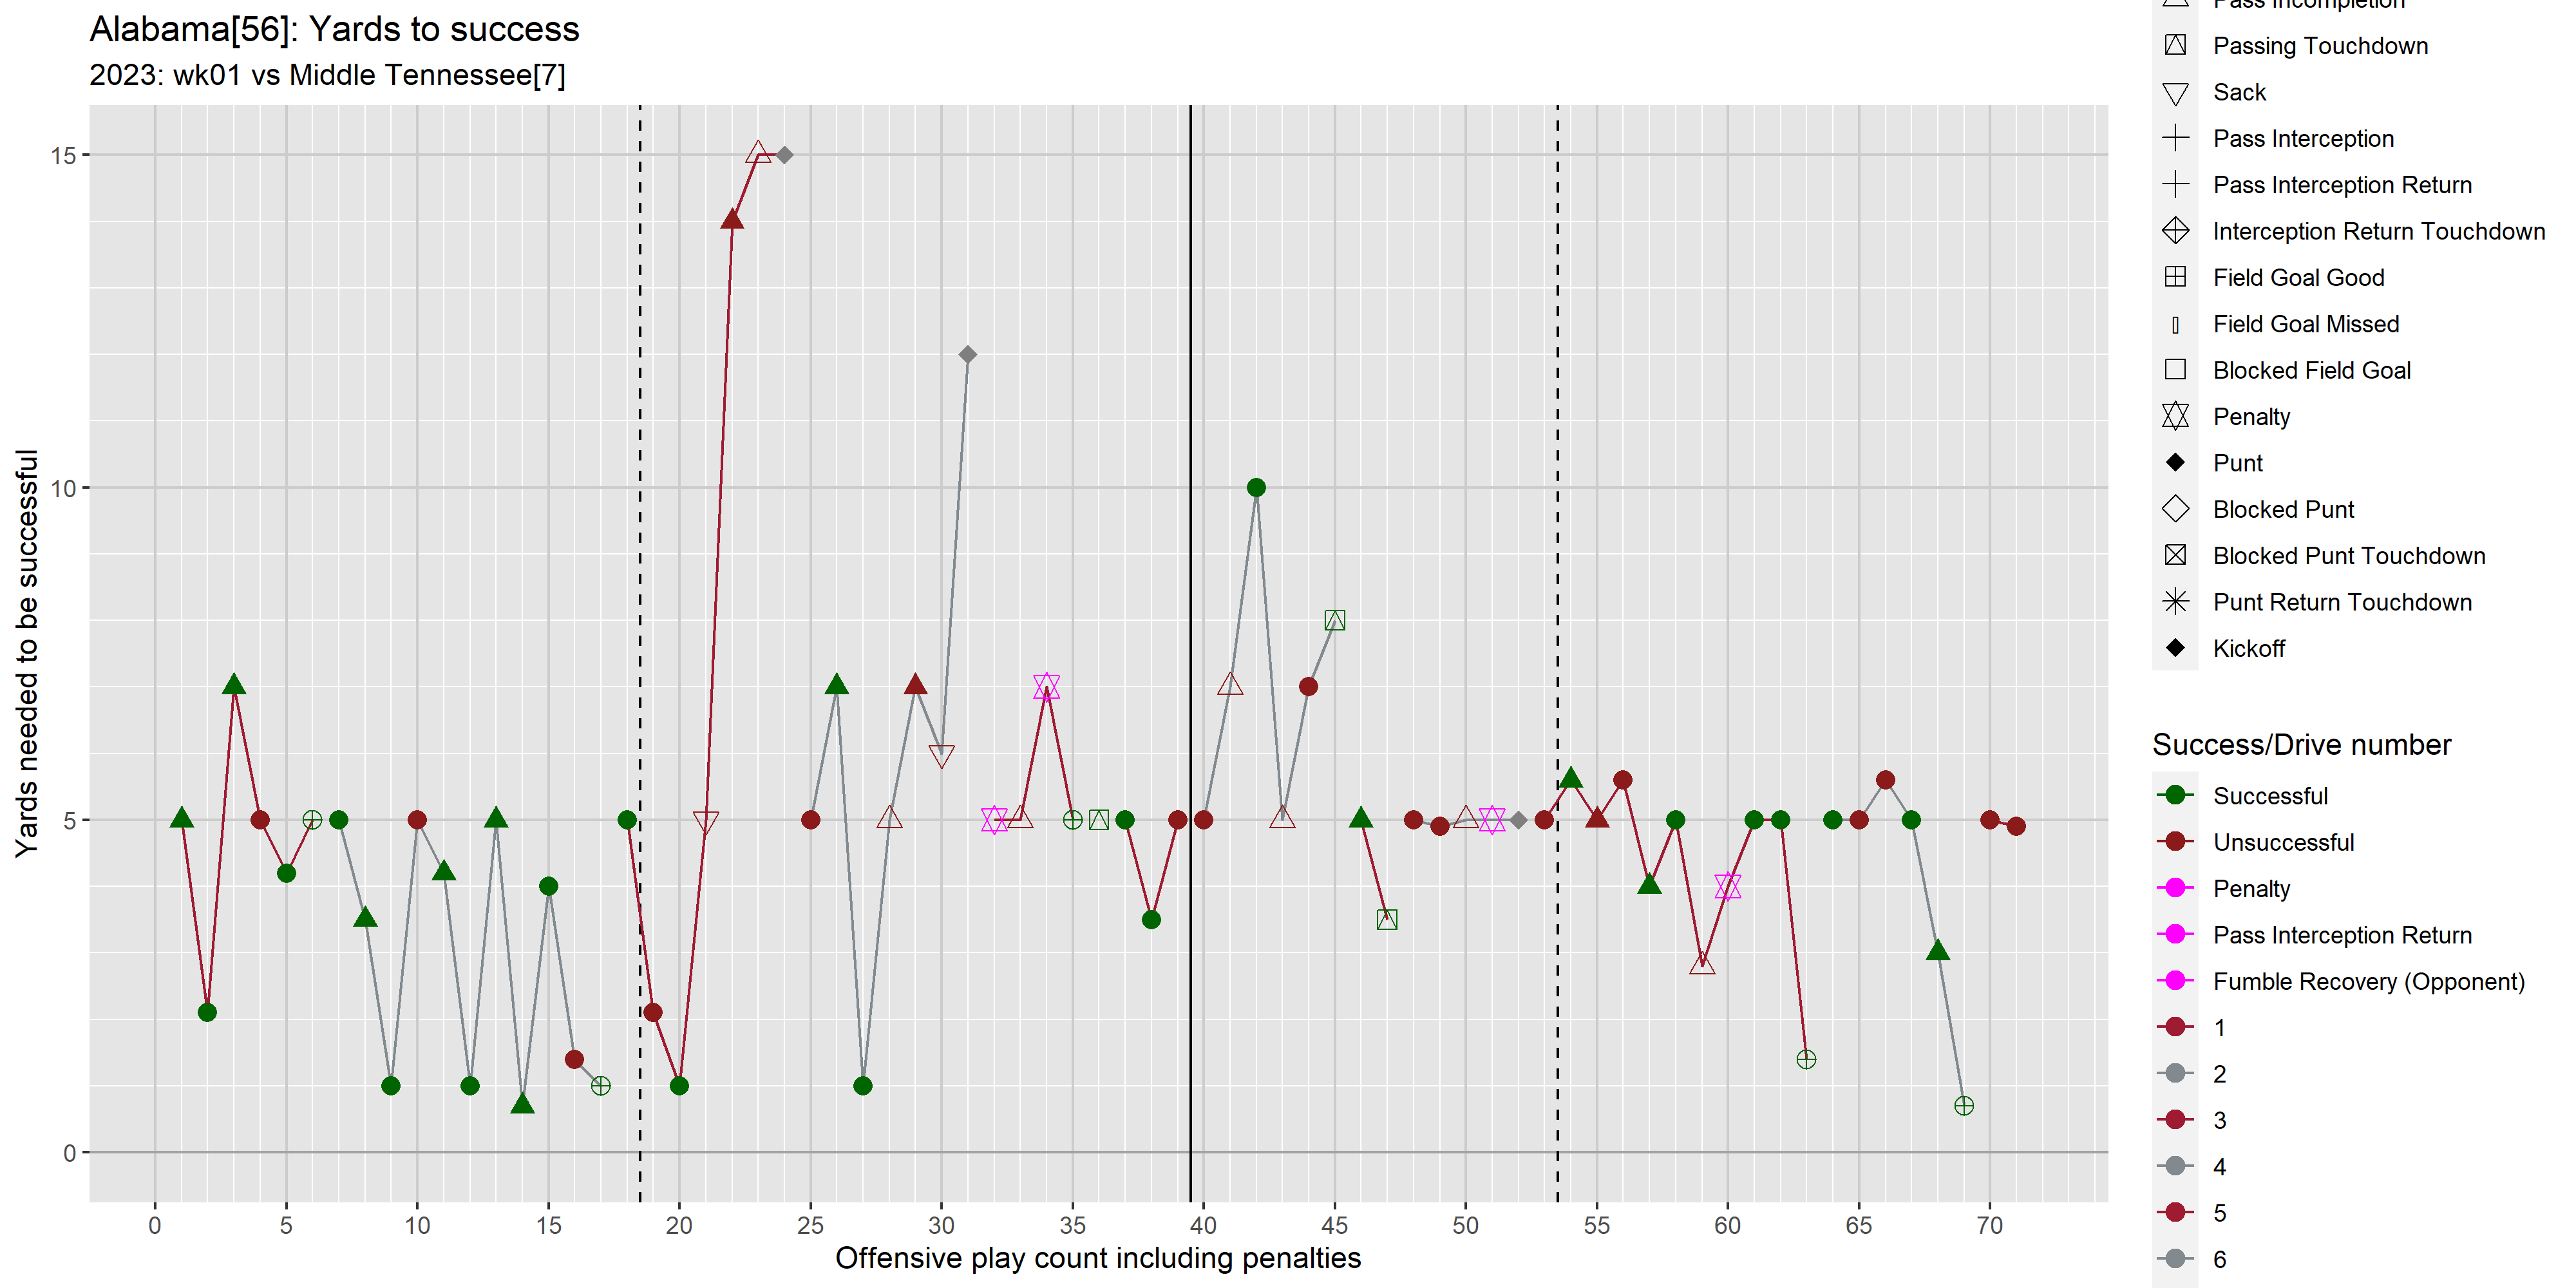 Alabama[56]: Yards to success
2023: wk01 vs Middle Tennessee[7]
Yards needed to be successful
15
10
5
0
0 5 10 15 20 25 30 35 40 45 50 55 60 65 70
Offensive play count including penalties
Pass Incompletion
Passing Touchdown
Sack
Pass Interception
Pass Interception Return
Interception Return Touchdown
Field Goal Good
Field Goal Missed
Blocked Field Goal
Penalty
Punt
Blocked Punt
Blocked Punt Touchdown
Punt Return Touchdown
Kickoff
Success/Drive number
Successful
Unsuccessful
Penalty
Pass Interception Return
Fumble Recovery (Opponent)
1
2
3
4
5
6